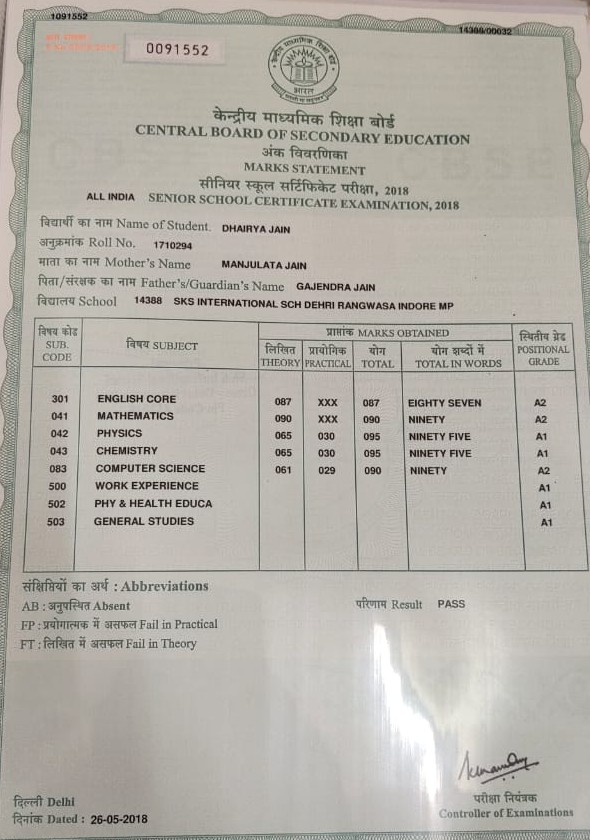 1091552
14388/00032
0091552
भारत
केन्द्रीय माध्यमिक शिक्षा बोर्ड
CENTRAL BOARD OF SECONDARY EDUCATION
अंक विवरणिका
MARKS STATEMENT
सीनियर स्कूल सर्टिफिकेट परीक्षा, 2018
ALL INDIA SENIOR SCHOOL CERTIFICATE EXAMINATION, 2018
विद्यार्थी का नाम Name of Student. DHAIRYA JAIN
अनुक्रमांक Roll No. 1710294
माता का नाम Mother's Name MANJULATA JAIN
पिता/संरक्षक का नाम Father's/Guardian's Name GAJENDRA JAIN
विद्यालय School 14388 SKS INTERNATIONAL SCH DEHRI RANGWASA INDORE MP
विषय कोड SUB. CODE विषय SUBJECT प्राप्तांक MARKS OBTAINED स्थितीय ग्रेड POSITIONAL GRADE
लिखित THEORY प्रायोगिक PRACTICAL योग TOTAL योग शब्दों में TOTAL IN WORDS
301 ENGLISH CORE 087 XXX 087 EIGHTY SEVEN A2
041 MATHEMATICS 090 XXX 090 NINETY A2
042 PHYSICS 065 030 095 NINETY FIVE A1
043 CHEMISTRY 065 030 095 NINETY FIVE A1
083 COMPUTER SCIENCE 061 029 090 NINETY A2
500 WORK EXPERIENCE A1
502 PHY & HEALTH EDUCA A1
503 GENERAL STUDIES A1
संक्षिप्तियों का अर्थ : Abbreviations
AB : अनुपस्थित Absent परिणाम Result PASS
FP : प्रयोगात्मक में असफल Fail in Practical
FT : लिखित में असफल Fail in Theory
दिल्ली Delhi परीक्षा नियंत्रक
दिनांक Dated : 26-05-2018 Controller of Examinations